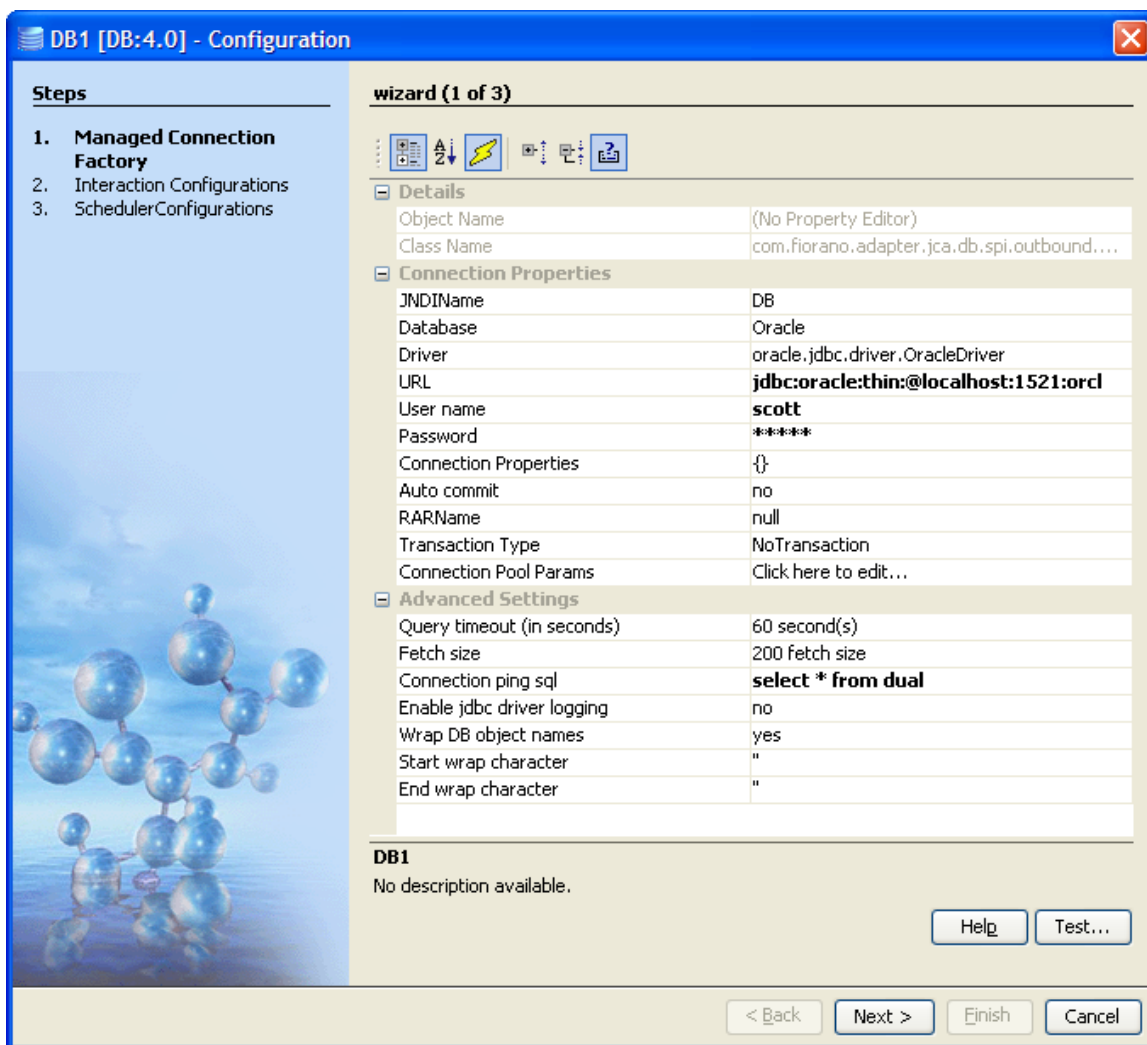 DB1 [DB:4.0] - Configuration
Steps
1. Managed Connection
Factory
2. Interaction Configurations
3. SchedulerConfigurations
wizard (1 of 3)
Details
Object Name (No Property Editor)
Class Name com.fiorano.adapter.jca.db.spi.outbound....
Connection Properties
JNDIName DB
Database Oracle
Driver oracle.jdbc.driver.OracleDriver
URL jdbc:oracle:thin:@localhost:1521:orcl
User name scott
Password *****
Connection Properties {}
Auto commit no
RARName null
Transaction Type NoTransaction
Connection Pool Params Click here to edit...
Advanced Settings
Query timeout (in seconds) 60 second(s)
Fetch size 200 fetch size
Connection ping sql select * from dual
Enable jdbc driver logging no
Wrap DB object names yes
Start wrap character "
End wrap character "
DB1
No description available.
Help Test...
< Back Next > Finish Cancel